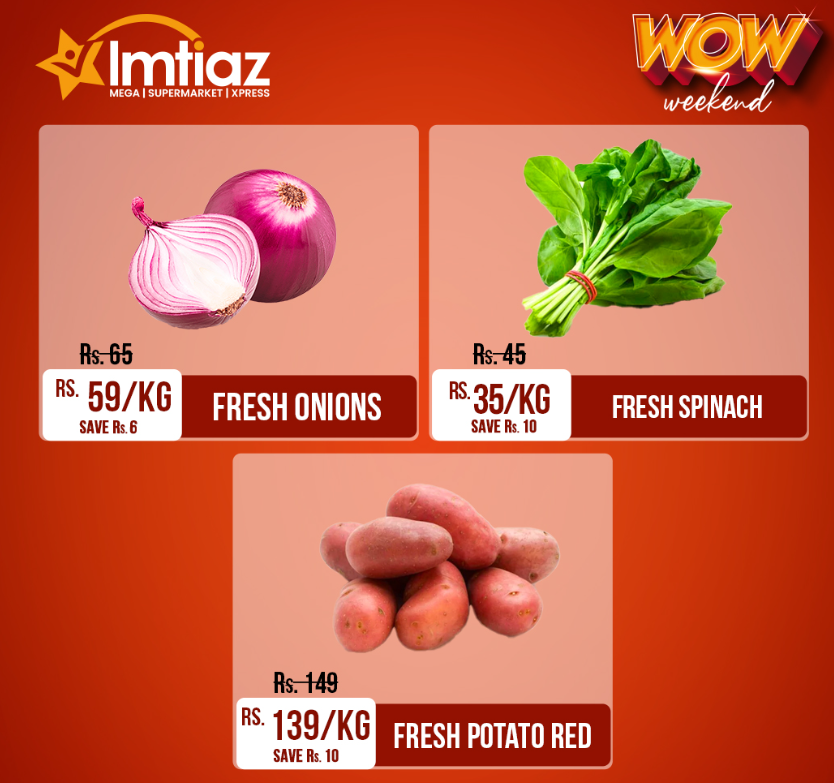 Imtiaz
MEGA | SUPERMARKET | XPRESS
WOW
weekend
Rs. 65
RS. 59/KG
SAVE Rs. 6
FRESH ONIONS
Rs. 45
RS. 35/KG
SAVE Rs. 10
FRESH SPINACH
Rs. 149
RS. 139/KG
SAVE Rs. 10
FRESH POTATO RED